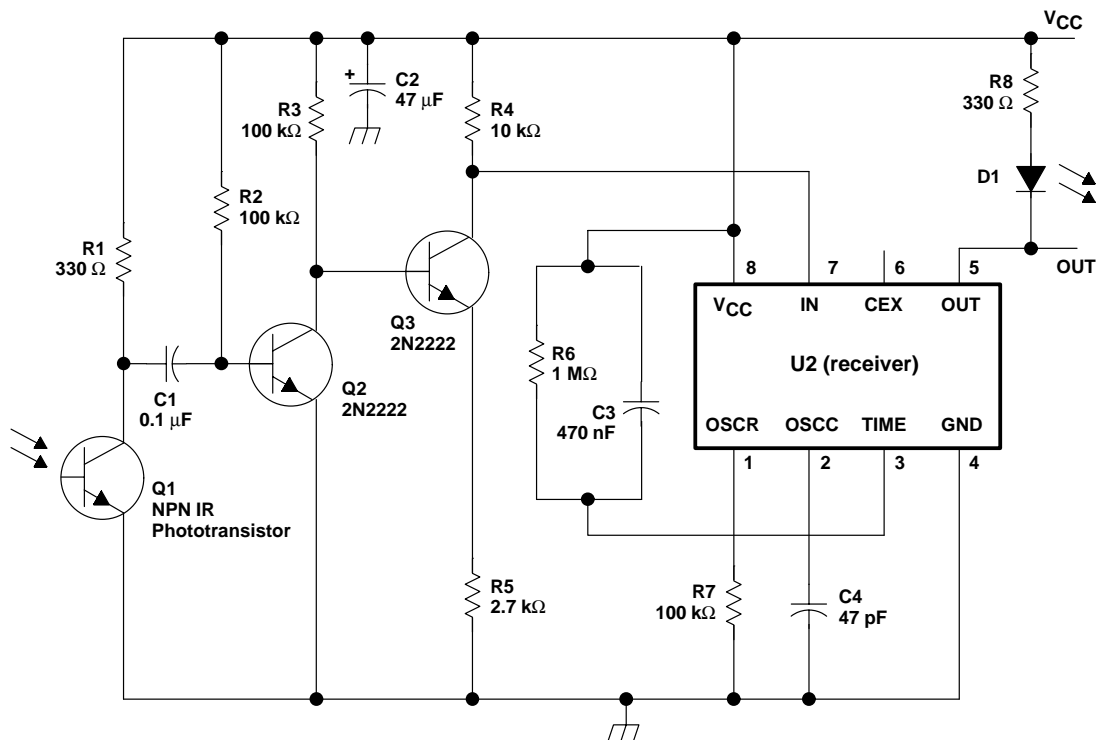 VCC
R8
330 Ω
D1
OUT
C2
47 μF
+
R3
100 kΩ
R4
10 kΩ
R2
100 kΩ
R1
330 Ω
C1
0.1 μF
Q1
NPN IR
Phototransistor
Q2
2N2222
Q3
2N2222
R5
2.7 kΩ
R6
1 MΩ
C3
470 nF
8 7 6 5
VCC IN CEX OUT
U2 (receiver)
OSCR OSCC TIME GND
1 2 3 4
R7
100 kΩ
C4
47 pF